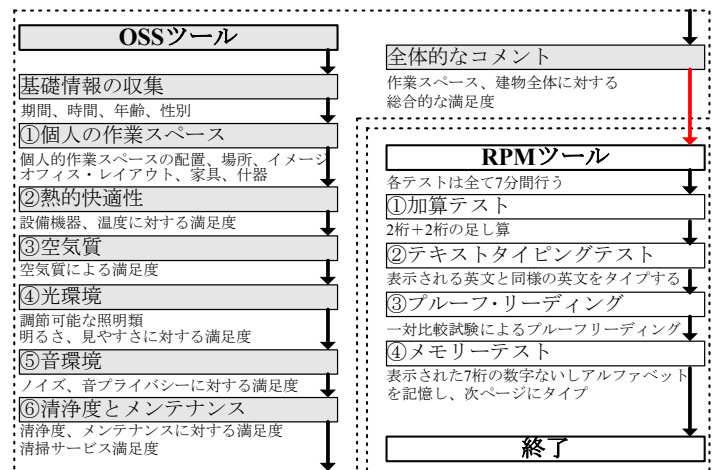 OSSツール
基礎情報の収集
期間、時間、年齢、性別
①個人の作業スペース
個人的作業スペースの配置、場所、イメージ
オフィス・レイアウト、家具、什器
②熱的快適性
設備機器、温度に対する満足度
③空気質
空気質による満足度
④光環境
調節可能な照明類
明るさ、見やすさに対する満足度
⑤音環境
ノイズ、音プライバシーに対する満足度
⑥清浄度とメンテナンス
清浄度、メンテナンスに対する満足度
清掃サービス満足度
全体的なコメント
作業スペース、建物全体に対する
総合的な満足度
RPMツール
各テストは全て7分間行う
①加算テスト
2桁＋2桁の足し算
②テキストタイピングテスト
表示される英文と同様の英文をタイプする
③プルーフ・リーディング
一対比較試験によるプルーフリーディング
④メモリーテスト
表示された7桁の数字ないしアルファベット
を記憶し、次ページにタイプ
終了